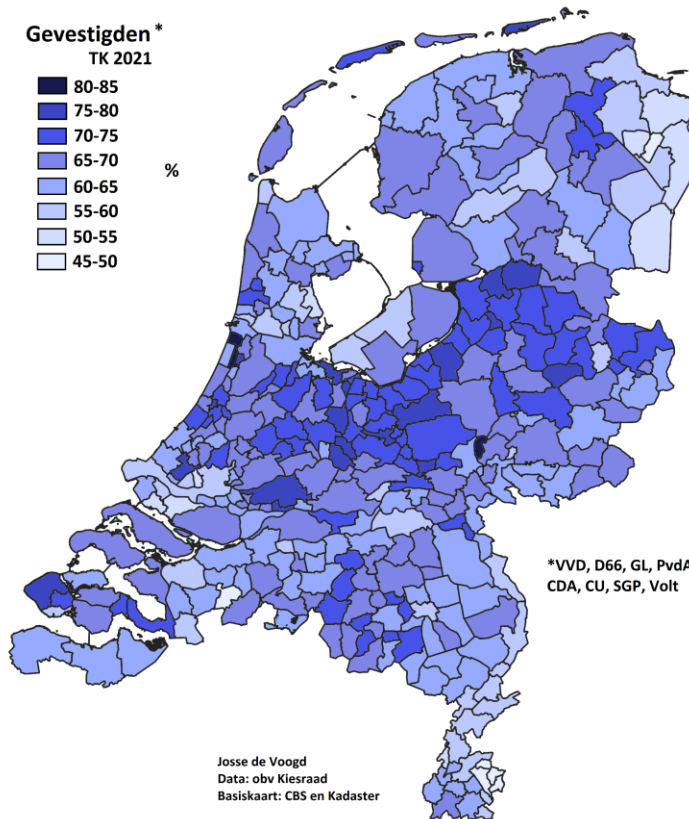 Gevestigden *
TK 2021
80-85
75-80
70-75
65-70
60-65
55-60
50-55
45-50
%
*VVD, D66, GL, PvdA
CDA, CU, SGP, Volt
Josse de Voogd
Data: obv Kiesraad
Basiskaart: CBS en Kadaster